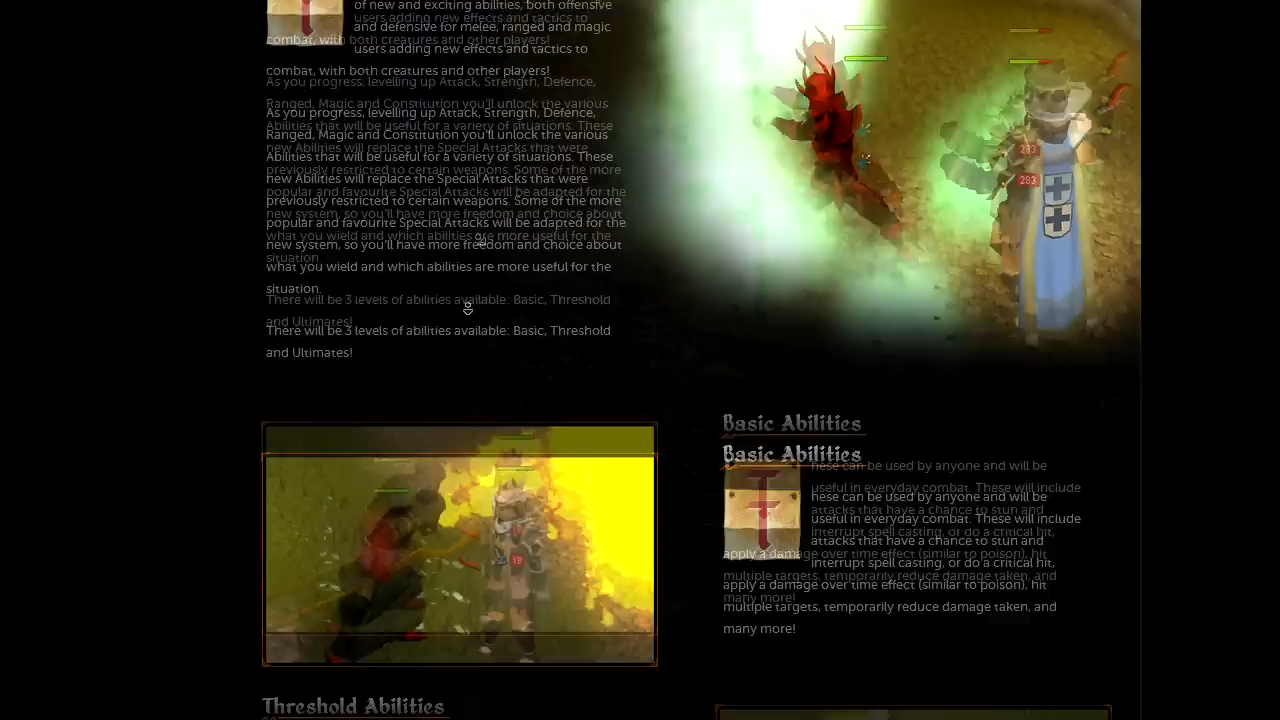 of new and exciting abilities, both offensive
and defensive for melee, ranged and magic
users adding new effects and tactics to
combat, with both creatures and other players!
As you progress, levelling up Attack, Strength, Defence,
Ranged, Magic and Constitution you'll unlock the various
Abilities that will be useful for a variety of situations. These
new Abilities will replace the Special Attacks that were
previously restricted to certain weapons. Some of the more
popular and favourite Special Attacks will be adapted for the
new system, so you'll have more freedom and choice about
what you wield and which abilities are more useful for the
situation.
There will be 3 levels of abilities available: Basic, Threshold
and Ultimates!
283
283
Basic Abilities
These can be used by anyone and will be
useful in everyday combat. These will include
attacks that have a chance to stun and
interrupt spell casting, or do a critical hit,
apply a damage over time effect (similar to poison), hit
multiple targets, temporarily reduce damage taken, and
many more!
Threshold Abilities